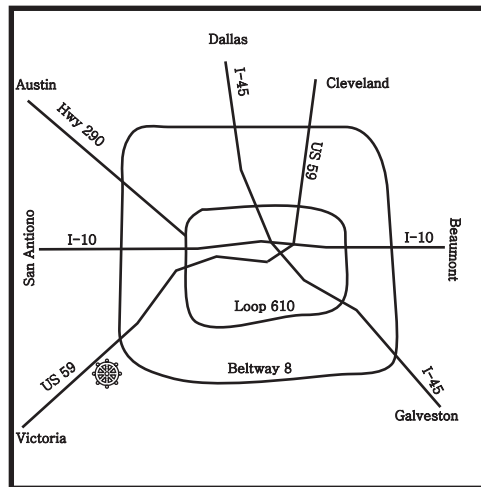 Dallas
Cleveland
Austin
I-45
Hwy 290
US 59
San Antiono
I-10
I-10
Beaumont
Loop 610
US 59
Beltway 8
I-45
Galveston
Victoria